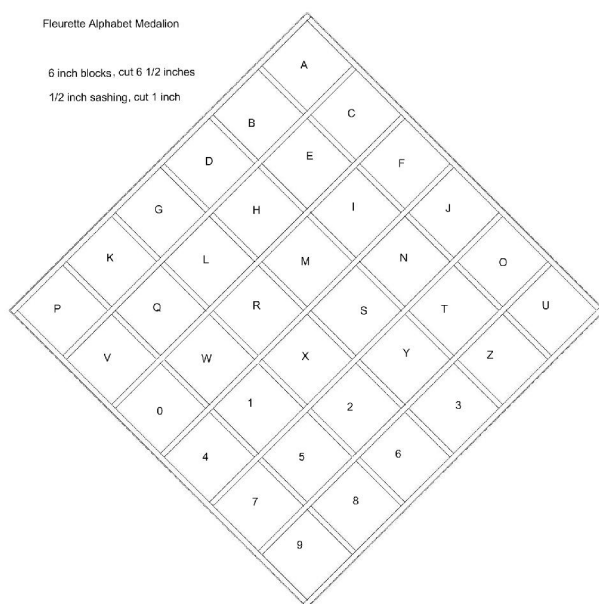 Fleurette Alphabet Medalion
6 inch blocks, cut 6 1/2 inches
1/2 inch sashing, cut 1 inch
A
B C
D E F
G H I J
K L M N O
P Q R S T U
V W X Y Z
0 1 2 3
4 5 6
7 8
9